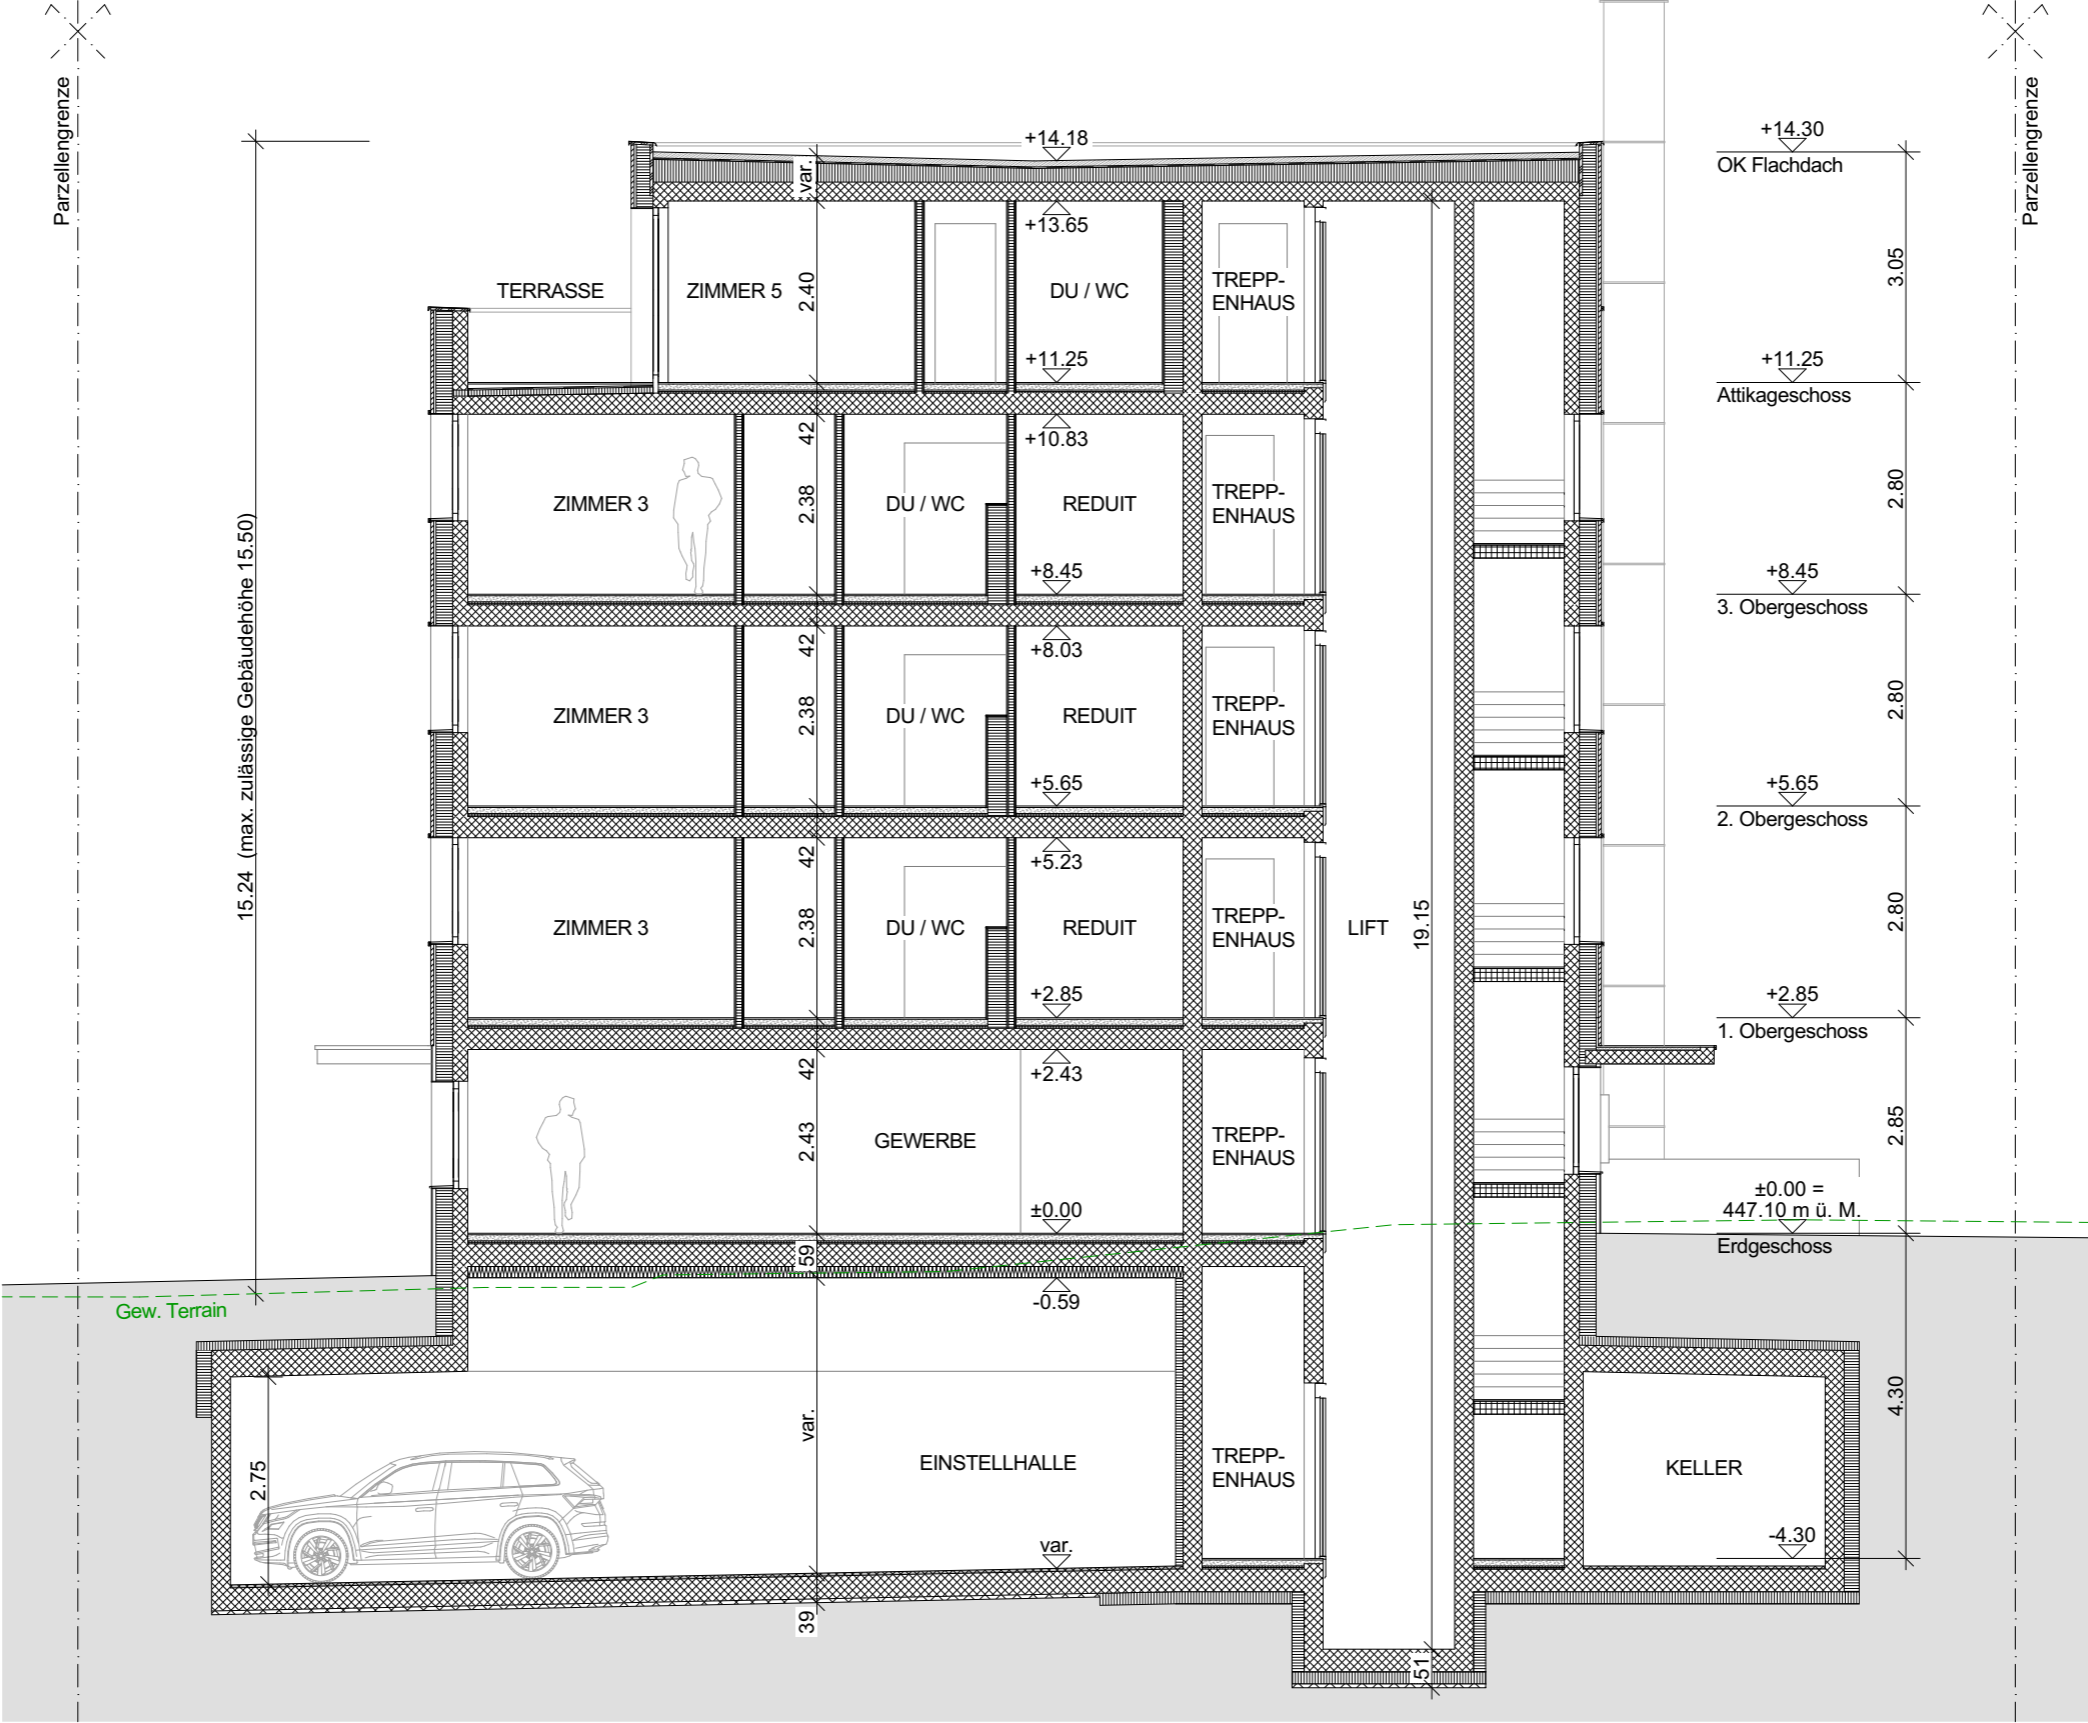 Parzellengrenze
Parzellengrenze
+14.18
+14.30
OK Flachdach
var.
+13.65
TERRASSE
ZIMMER 5
2.40
DU / WC
TREPP-
ENHAUS
3.05
+11.25
+11.25
Attikageschoss
42
+10.83
ZIMMER 3
2.38
DU / WC
REDUIT
TREPP-
ENHAUS
2.80
+8.45
+8.45
3. Obergeschoss
42
+8.03
ZIMMER 3
2.38
DU / WC
REDUIT
TREPP-
ENHAUS
2.80
15.24 (max. zulässige Gebäudehöhe 15.50)
+5.65
+5.65
2. Obergeschoss
42
+5.23
ZIMMER 3
2.38
DU / WC
REDUIT
TREPP-
ENHAUS
LIFT
19.15
2.80
+2.85
+2.85
1. Obergeschoss
42
+2.43
2.43
GEWERBE
TREPP-
ENHAUS
2.85
±0.00
±0.00 =
447.10 m ü. M.
Erdgeschoss
59
-0.59
Gew. Terrain
var.
2.75
EINSTELLHALLE
TREPP-
ENHAUS
KELLER
4.30
var.
-4.30
39
51